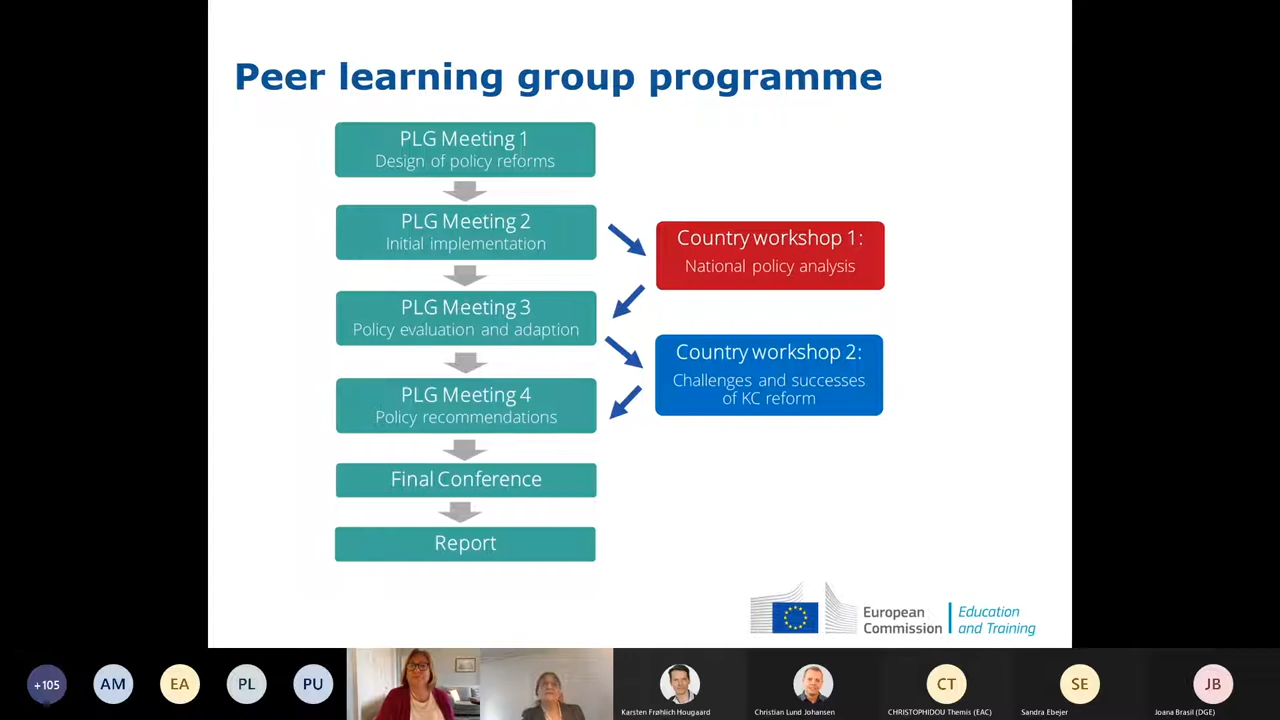 Peer learning group programme
PLG Meeting 1
Design of policy reforms
PLG Meeting 2
Initial implementation
Country workshop 1:
National policy analysis
PLG Meeting 3
Policy evaluation and adaption
Country workshop 2:
Challenges and successes
of KC reform
PLG Meeting 4
Policy recommendations
Final Conference
Report
European
Commission
Education
and Training
+105
AM
EA
PL
PU
CT
SE
JB
Karsten Frøhlich Hougaard
Christian Lund Johansen
CHRISTOPHIDOU Themis (EAC)
Sandra Ebejer
Joana Brasil (DGE)